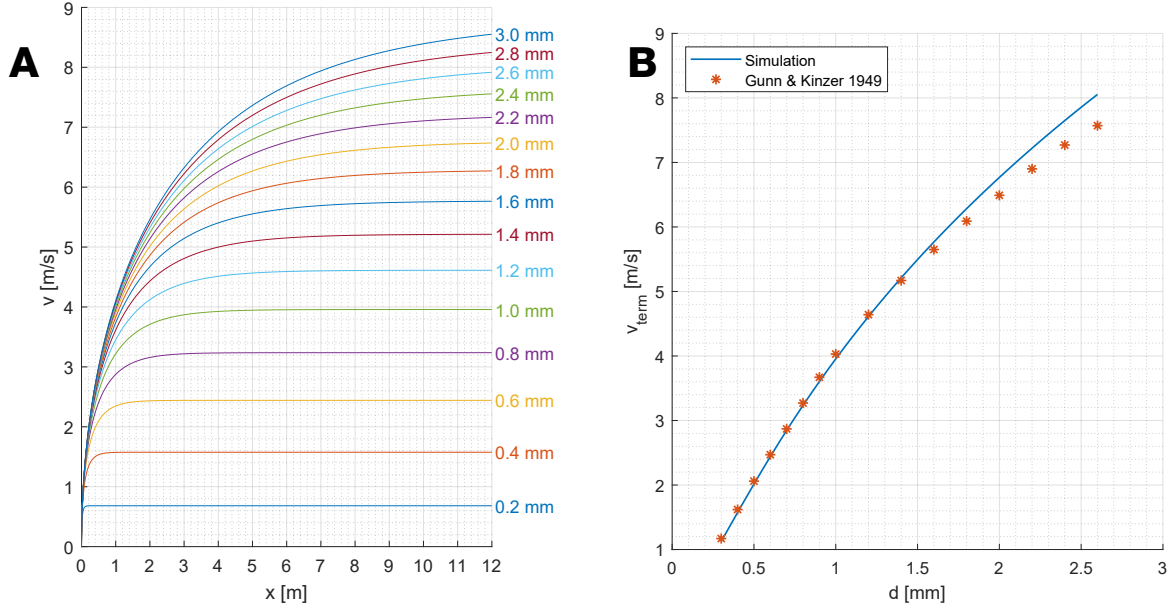 A
9
8
7
6
5
4
3
2
1
0
v [m/s]
0 1 2 3 4 5 6 7 8 9 10 11 12
x [m]
3.0 mm
2.8 mm
2.6 mm
2.4 mm
2.2 mm
2.0 mm
1.8 mm
1.6 mm
1.4 mm
1.2 mm
1.0 mm
0.8 mm
0.6 mm
0.4 mm
0.2 mm
B
Simulation
Gunn & Kinzer 1949
9
8
7
6
5
4
3
2
1
v_term [m/s]
0 0.5 1 1.5 2 2.5 3
d [mm]